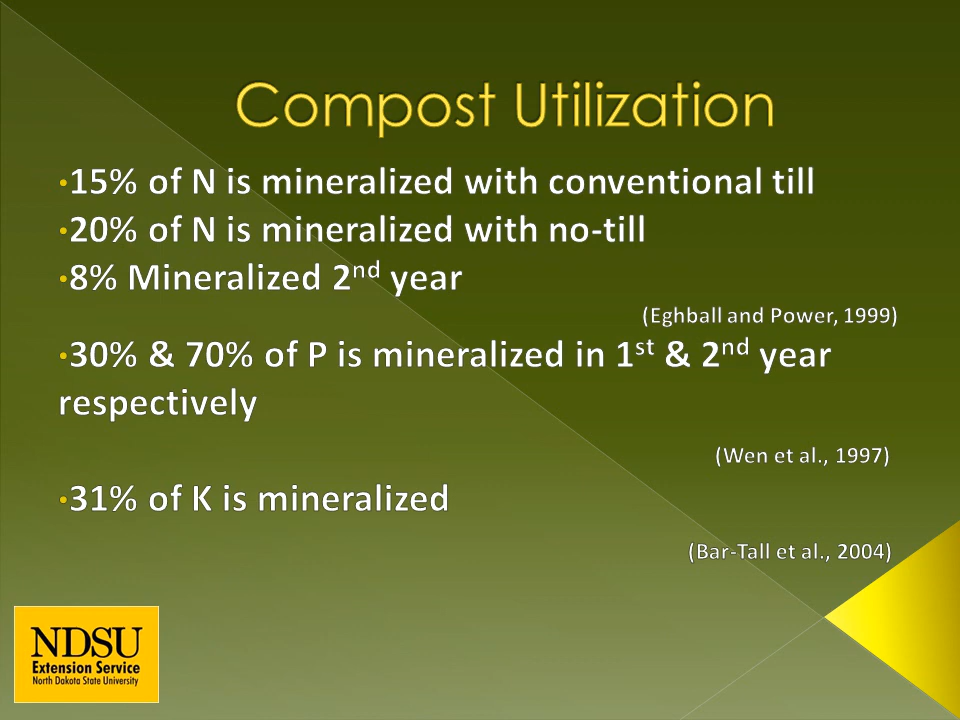 Compost Utilization
•15% of N is mineralized with conventional till
•20% of N is mineralized with no-till
•8% Mineralized 2nd year
(Eghball and Power, 1999)
•30% & 70% of P is mineralized in 1st & 2nd year
respectively
(Wen et al., 1997)
•31% of K is mineralized
(Bar-Tall et al., 2004)
NDSU
Extension Service
North Dakota State University